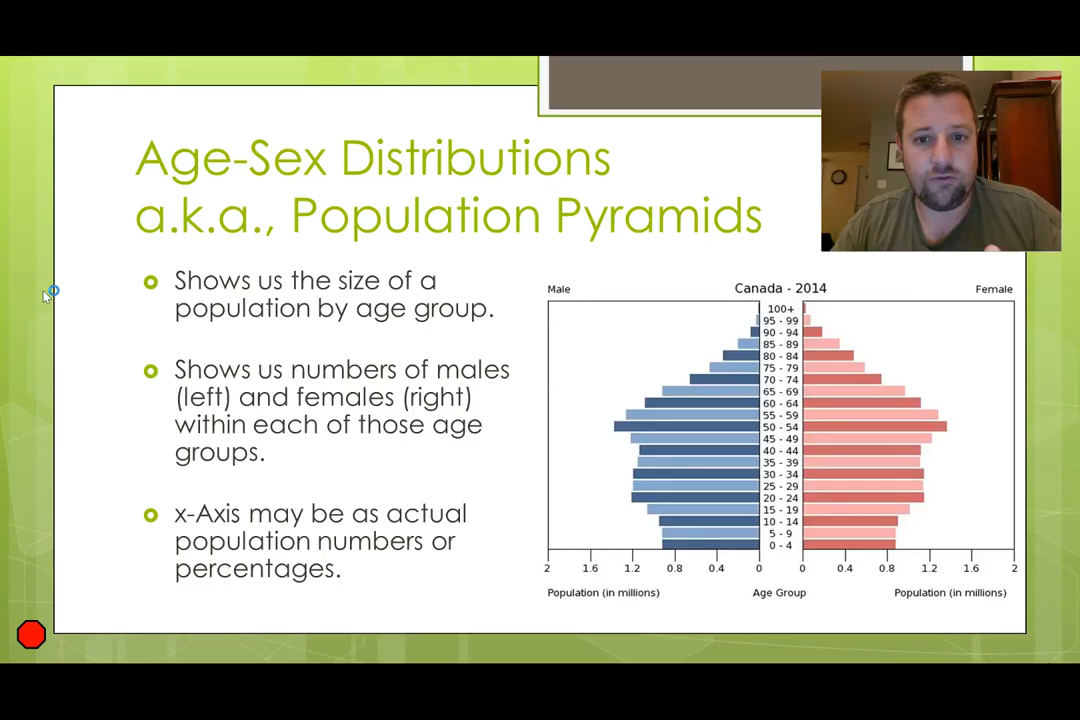 Age-Sex Distributions
a.k.a., Population Pyramids
Shows us the size of a
population by age group.
Shows us numbers of males
(left) and females (right)
within each of those age
groups.
x-Axis may be as actual
population numbers or
percentages.
Male Canada - 2014 Female
100+
95 - 99
90 - 94
85 - 89
80 - 84
75 - 79
70 - 74
65 - 69
60 - 64
55 - 59
50 - 54
45 - 49
40 - 44
35 - 39
30 - 34
25 - 29
20 - 24
15 - 19
10 - 14
5 - 9
0 - 4
2 1.6 1.2 0.8 0.4 0 0 0.4 0.8 1.2 1.6 2
Population (in millions) Age Group Population (in millions)